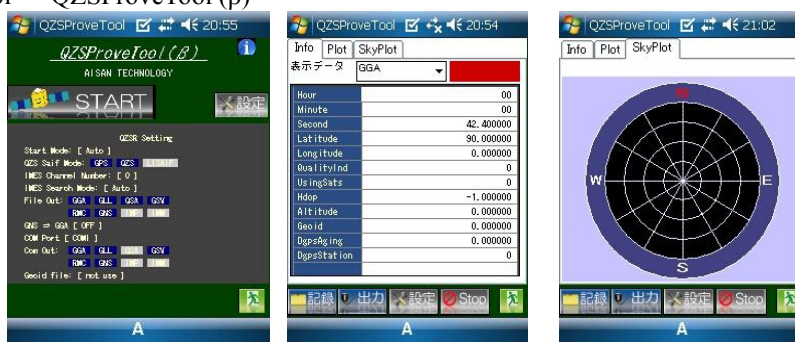 QZSProveTool (β)
QZSProveTool 20:55
QZSProveTool(β)
AISAN TECHNOLOGY
START 設定
QZSR Setting
Start Mode: [ Auto ]
QZS Saif Mode: GPS QZS
IMES Channel Number: [ 0 ]
IMES Search Mode: [ Auto ]
File Out: GGA GLL GSA GSV
RMC GNS
GNS ⇒ GGA [ OFF ]
COM Port [ COM1 ]
Com Out: GGA GLL GSA GSV
RMC GNS
Geoid file: [ not use ]
A
QZSProveTool 20:54
Info Plot SkyPlot
表示データ GGA
Hour 00
Minute 00
Second 42.400000
Latitude 90.000000
Longitude 0.000000
QualityInd 0
UsingSats 0
Hdop -1.000000
Altitude 0.000000
Geoid 0.000000
DgpsAging 0.000000
DgpsStation 0
記録 出力 設定 Stop
A
QZSProveTool 21:02
Info Plot SkyPlot
N
W E
S
記録 出力 設定 Stop
A